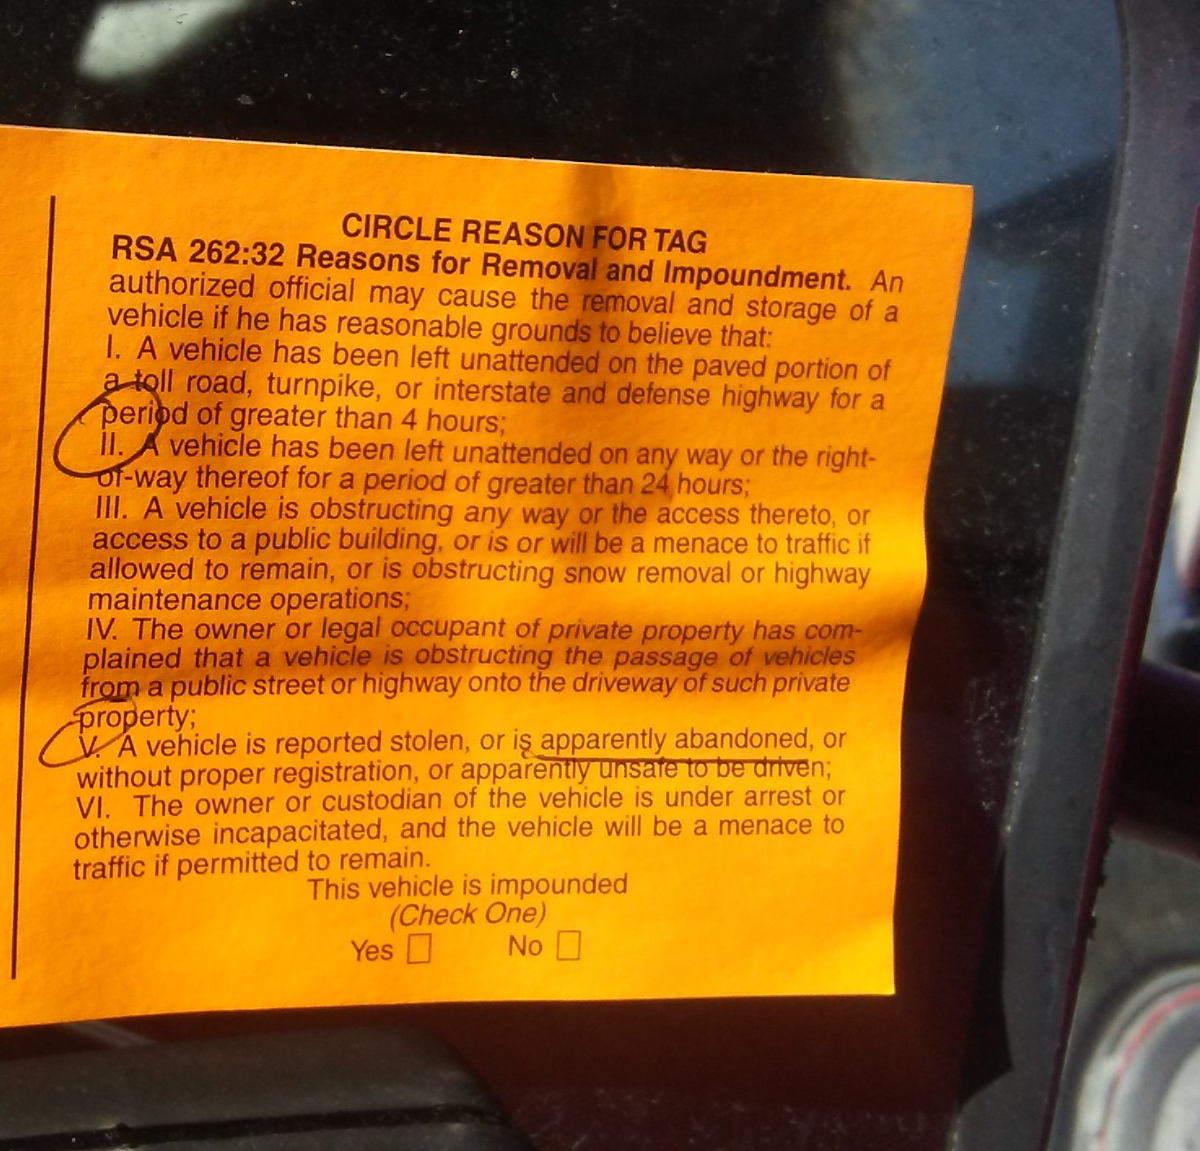 CIRCLE REASON FOR TAG
RSA 262:32 Reasons for Removal and Impoundment. An
authorized official may cause the removal and storage of a
vehicle if he has reasonable grounds to believe that:
I. A vehicle has been left unattended on the paved portion of
a toll road, turnpike, or interstate and defense highway for a
period of greater than 4 hours;
II. A vehicle has been left unattended on any way or the right-
of-way thereof for a period of greater than 24 hours;
III. A vehicle is obstructing any way or the access thereto, or
access to a public building, or is or will be a menace to traffic if
allowed to remain, or is obstructing snow removal or highway
maintenance operations;
IV. The owner or legal occupant of private property has com-
plained that a vehicle is obstructing the passage of vehicles
from a public street or highway onto the driveway of such private
property;
V. A vehicle is reported stolen, or is apparently abandoned, or
without proper registration, or apparently unsafe to be driven;
VI. The owner or custodian of the vehicle is under arrest or
otherwise incapacitated, and the vehicle will be a menace to
traffic if permitted to remain.
This vehicle is impounded
(Check One)
Yes □ No □